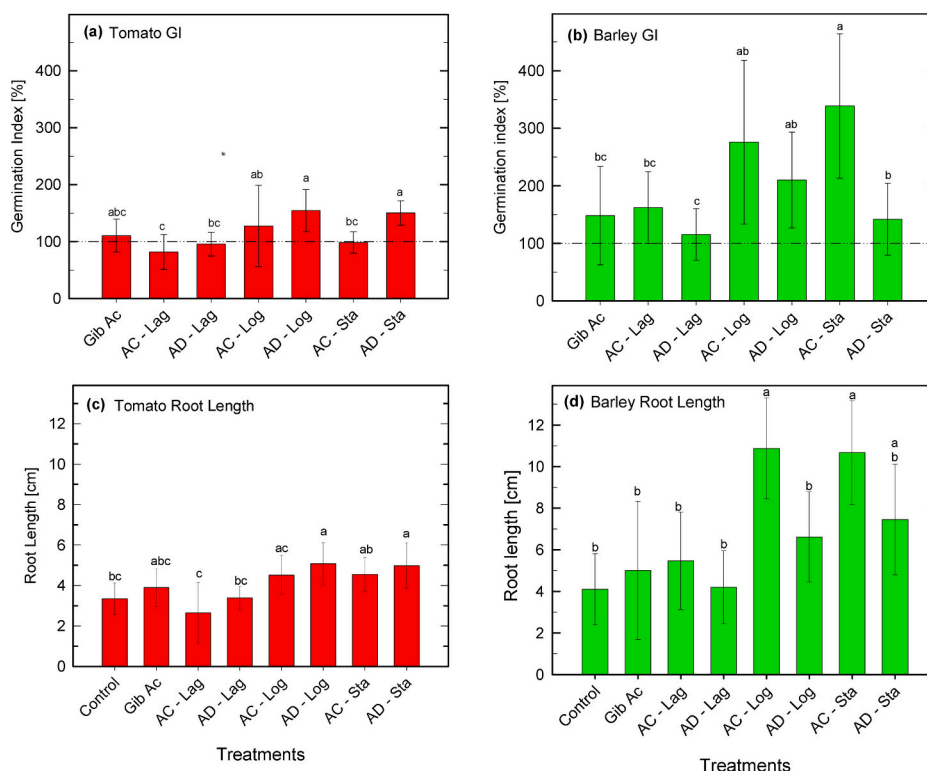 (a) Tomato GI
Germination Index [%]
400
300
200
100
0
abc
c
bc
*
ab
a
bc
a
Gib Ac
AC - Lag
AD - Lag
AC - Log
AD - Log
AC - Sta
AD - Sta
(b) Barley GI
Germination index [%]
400
300
200
100
0
bc
bc
c
ab
ab
a
b
Gib Ac
AC - Lag
AD - Lag
AC - Log
AD - Log
AC - Sta
AD - Sta
(c) Tomato Root Length
Root Length [cm]
12
10
8
6
4
2
0
bc
abc
c
bc
ac
a
ab
a
Control
Gib Ac
AC - Lag
AD - Lag
AC - Log
AD - Log
AC - Sta
AD - Sta
Treatments
(d) Barley Root Length
Root length [cm]
12
10
8
6
4
2
0
b
b
b
b
a
b
a
a
b
Control
Gib Ac
AC - Lag
AD - Lag
AC - Log
AD - Log
AC - Sta
AD - Sta
Treatments